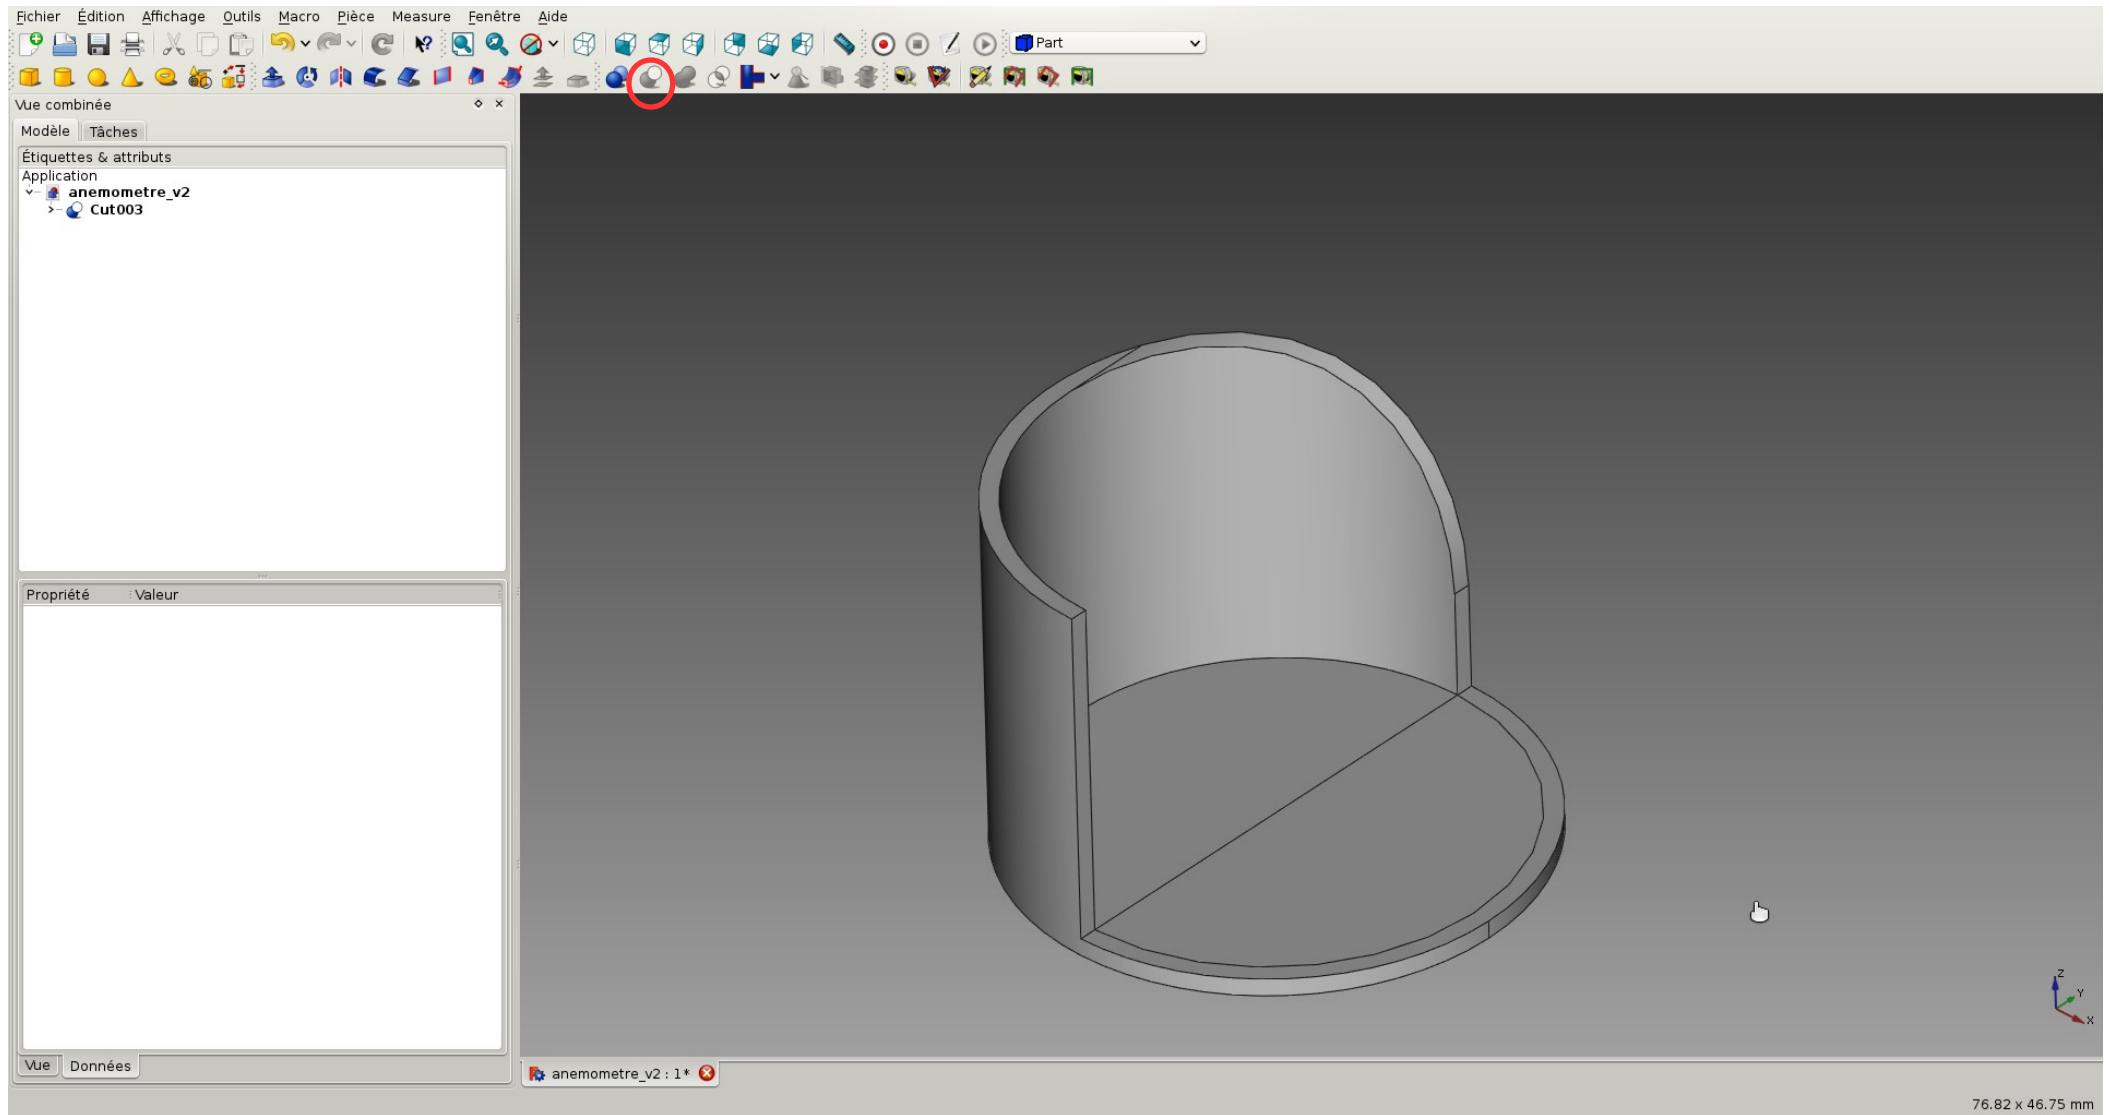 Fichier Édition Affichage Outils Macro Pièce Measure Fenêtre Aide
Part
Vue combinée
Modèle Tâches
Étiquettes & attributs
Application
anemometre_v2
Cut003
Propriété Valeur
Z
Y
X
Vue Données
anemometre_v2 : 1*
76.82 x 46.75 mm